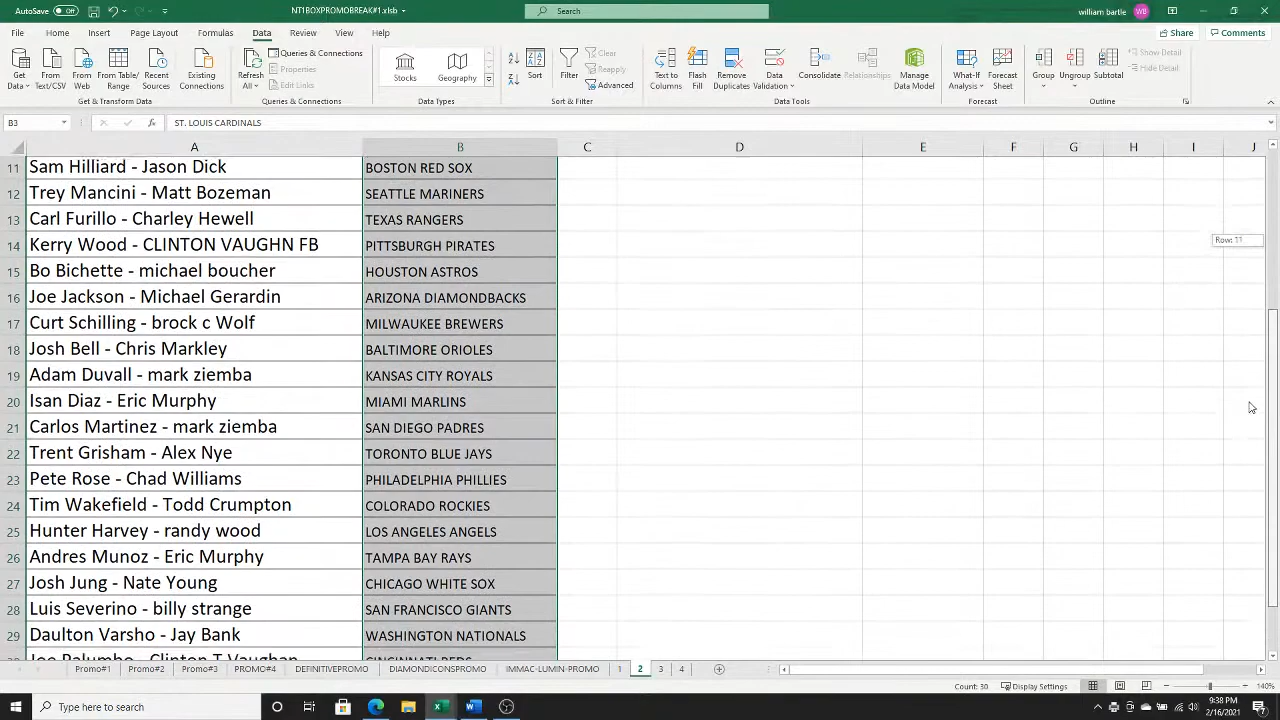 AutoSave Off NT1BOXPROMOBREAK#1.xlsb Search william bartle WB
File Home Insert Page Layout Formulas Data Review View Help Share Comments
Get Data From Text/CSV From Web From Table/Range Recent Sources Existing Connections Refresh All Queries & Connections Properties Edit Links Stocks Geography Sort Filter Clear Reapply Advanced Text to Columns Flash Fill Remove Duplicates Data Validation Consolidate Relationships Manage Data Model What-If Analysis Forecast Sheet Group Ungroup Subtotal Show Detail Hide Detail
Get & Transform Data Queries & Connections Data Types Sort & Filter Data Tools Forecast Outline
B3 fx ST. LOUIS CARDINALS
A B C D E F G H I J
11 Sam Hilliard - Jason Dick BOSTON RED SOX
12 Trey Mancini - Matt Bozeman SEATTLE MARINERS
13 Carl Furillo - Charley Hewell TEXAS RANGERS
14 Kerry Wood - CLINTON VAUGHN FB PITTSBURGH PIRATES Row: 11
15 Bo Bichette - michael boucher HOUSTON ASTROS
16 Joe Jackson - Michael Gerardin ARIZONA DIAMONDBACKS
17 Curt Schilling - brock c Wolf MILWAUKEE BREWERS
18 Josh Bell - Chris Markley BALTIMORE ORIOLES
19 Adam Duvall - mark ziemba KANSAS CITY ROYALS
20 Isan Diaz - Eric Murphy MIAMI MARLINS
21 Carlos Martinez - mark ziemba SAN DIEGO PADRES
22 Trent Grisham - Alex Nye TORONTO BLUE JAYS
23 Pete Rose - Chad Williams PHILADELPHIA PHILLIES
24 Tim Wakefield - Todd Crumpton COLORADO ROCKIES
25 Hunter Harvey - randy wood LOS ANGELES ANGELS
26 Andres Munoz - Eric Murphy TAMPA BAY RAYS
27 Josh Jung - Nate Young CHICAGO WHITE SOX
28 Luis Severino - billy strange SAN FRANCISCO GIANTS
29 Daulton Varsho - Jay Bank WASHINGTON NATIONALS
Joe Palumbo - Clinton T Vaughan CINCINNATI REDS
Promo#1 Promo#2 Promo#3 PROMO#4 DEFINITIVEPROMO DIAMONDICONSPROMO IMMAC-LUMIN-PROMO 1 2 3 4
Count: 30 Display Settings 140%
Type here to search 9:38 PM
2/16/2021